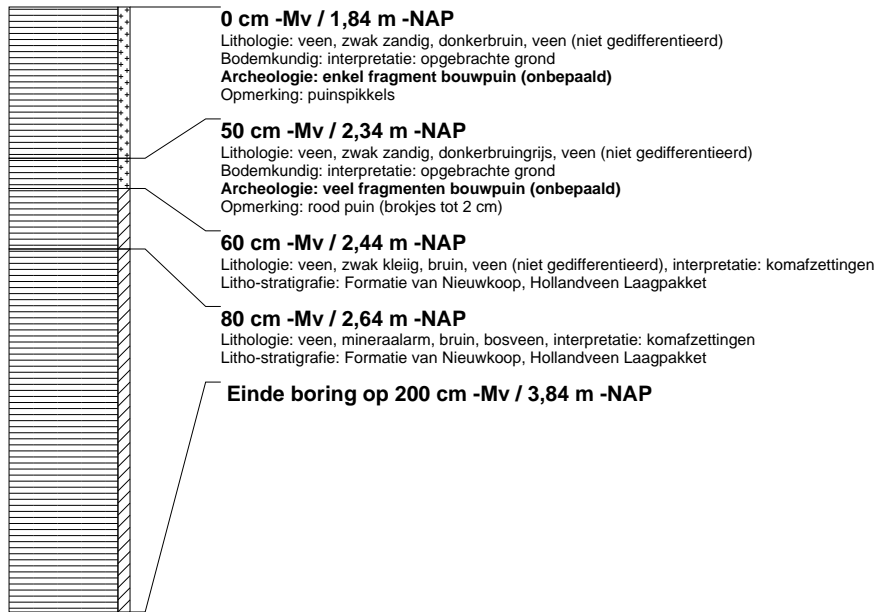 0 cm -Mv / 1,84 m -NAP
Lithologie: veen, zwak zandig, donkerbruin, veen (niet gedifferentieerd)
Bodemkundig: interpretatie: opgebrachte grond
Archeologie: enkel fragment bouwpuin (onbepaald)
Opmerking: puinspikkels
50 cm -Mv / 2,34 m -NAP
Lithologie: veen, zwak zandig, donkerbruingrijs, veen (niet gedifferentieerd)
Bodemkundig: interpretatie: opgebrachte grond
Archeologie: veel fragmenten bouwpuin (onbepaald)
Opmerking: rood puin (brokjes tot 2 cm)
60 cm -Mv / 2,44 m -NAP
Lithologie: veen, zwak kleiig, bruin, veen (niet gedifferentieerd), interpretatie: komafzettingen
Litho-stratigrafie: Formatie van Nieuwkoop, Hollandveen Laagpakket
80 cm -Mv / 2,64 m -NAP
Lithologie: veen, mineraalarm, bruin, bosveen, interpretatie: komafzettingen
Litho-stratigrafie: Formatie van Nieuwkoop, Hollandveen Laagpakket
Einde boring op 200 cm -Mv / 3,84 m -NAP